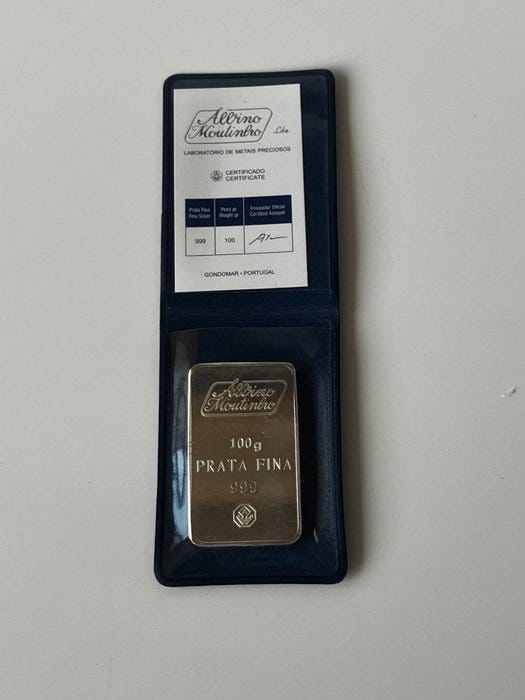 Albino
Moutinho Lda
LABORATÓRIO DE METAIS PRECIOSOS
CERTIFICADO
CERTIFICATE
Prata Fina Peso gr. Ensaiador Oficial
Fine Silver Weight gr. Certified Assayer
999 100
GONDOMAR • PORTUGAL
Albino
Moutinho
100g
PRATA FINA
999